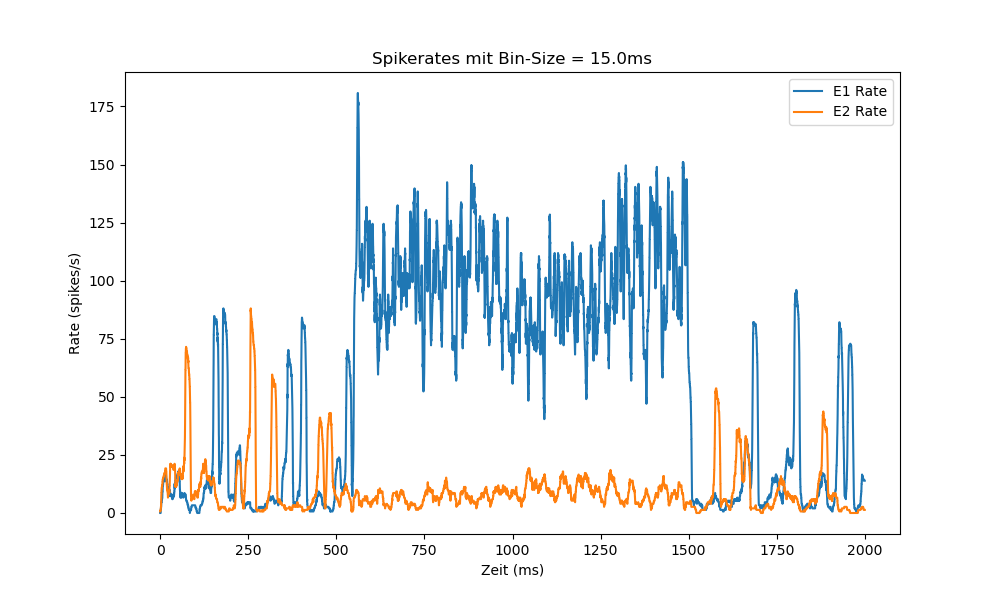 Spikerates mit Bin-Size = 15.0ms
E1 Rate
E2 Rate
175
150
125
100
75
50
25
0
Rate (spikes/s)
0 250 500 750 1000 1250 1500 1750 2000
Zeit (ms)